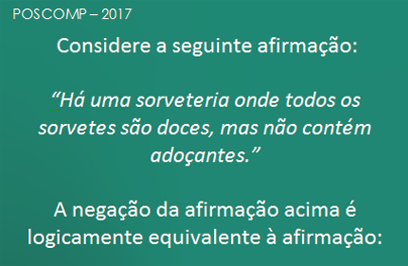 POSCOMP – 2017
Considere a seguinte afirmação:
“Há uma sorveteria onde todos os
sorvetes são doces, mas não contém
adoçantes.”
A negação da afirmação acima é
logicamente equivalente à afirmação: